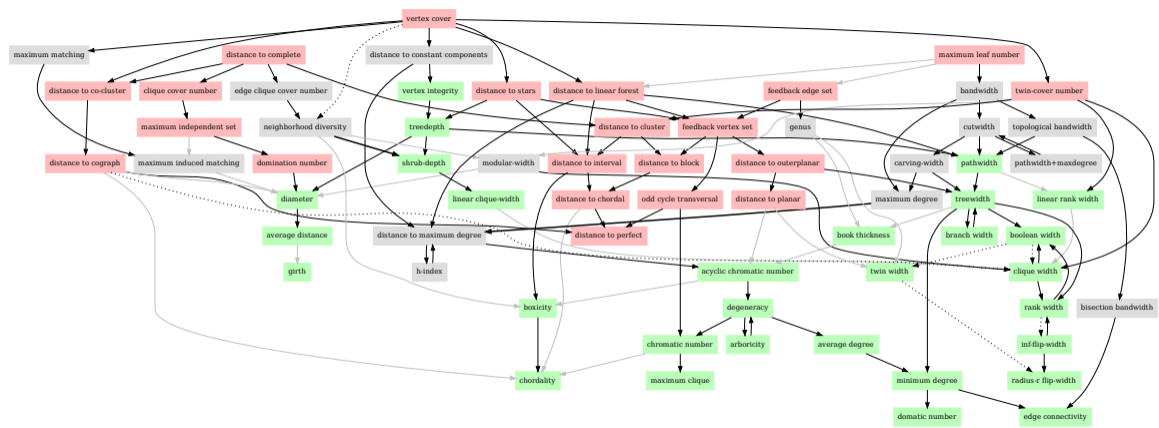 vertex cover
maximum matching
distance to complete
distance to constant components
maximum leaf number
distance to co-cluster
clique cover number
edge clique cover number
vertex integrity
distance to stars
distance to linear forest
feedback edge set
bandwidth
twin-cover number
maximum independent set
neighborhood diversity
treedepth
distance to cluster
feedback vertex set
genus
cutwidth
topological bandwidth
distance to cograph
maximum induced matching
domination number
shrub-depth
modular-width
distance to interval
distance to block
distance to outerplanar
carving-width
pathwidth
pathwidth+maxdegree
diameter
linear clique-width
distance to chordal
odd cycle transversal
distance to planar
maximum degree
treewidth
linear rank width
average distance
distance to maximum degree
distance to perfect
book thickness
branch width
boolean width
girth
h-index
acyclic chromatic number
twin width
clique width
boxicity
degeneracy
rank width
bisection bandwidth
chromatic number
arboricity
average degree
inf-flip-width
chordality
maximum clique
minimum degree
radius-r flip-width
domatic number
edge connectivity